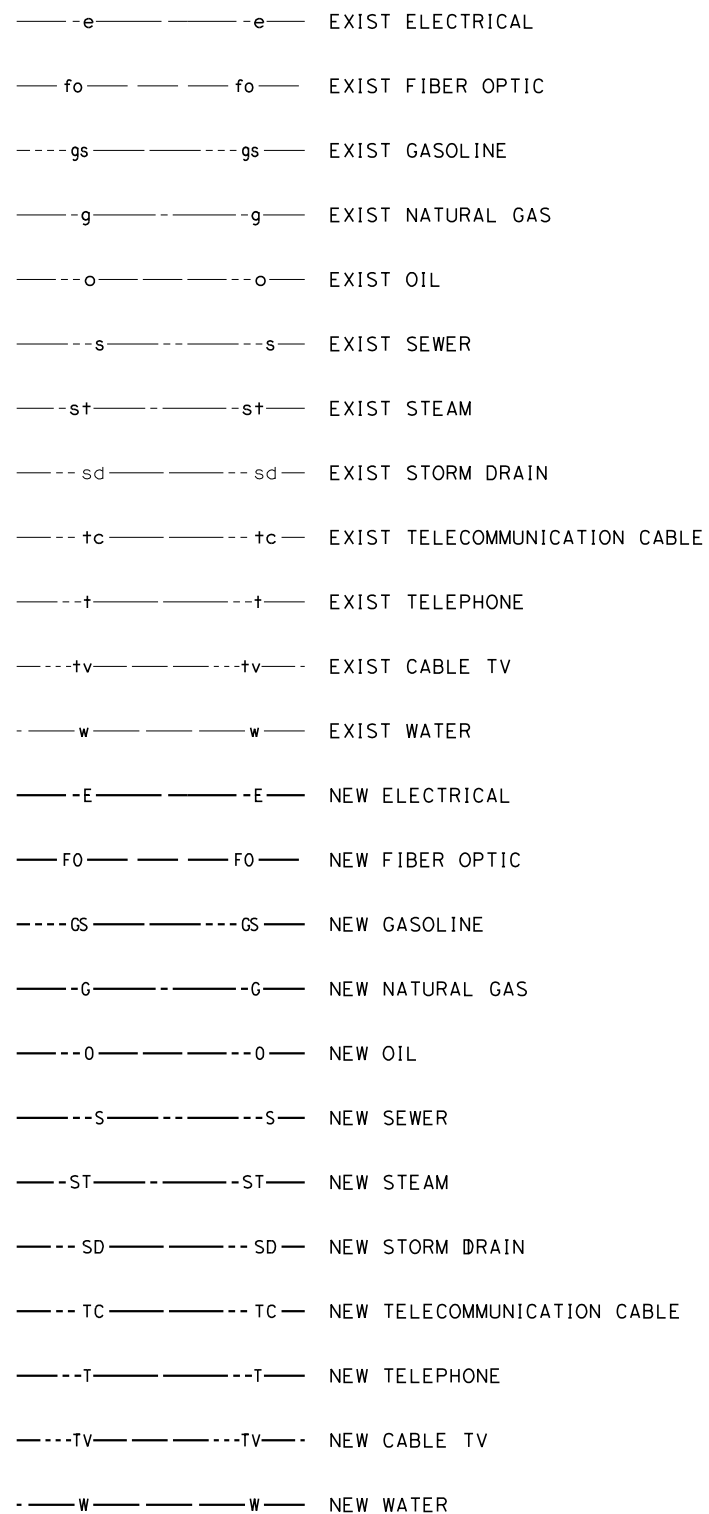 e e EXIST ELECTRICAL
fo fo EXIST FIBER OPTIC
gs gs EXIST GASOLINE
g g EXIST NATURAL GAS
o o EXIST OIL
s s EXIST SEWER
st st EXIST STEAM
sd sd EXIST STORM DRAIN
tc tc EXIST TELECOMMUNICATION CABLE
t t EXIST TELEPHONE
tv tv EXIST CABLE TV
w w EXIST WATER
E E NEW ELECTRICAL
FO FO NEW FIBER OPTIC
GS GS NEW GASOLINE
G G NEW NATURAL GAS
O O NEW OIL
S S NEW SEWER
ST ST NEW STEAM
SD SD NEW STORM DRAIN
TC TC NEW TELECOMMUNICATION CABLE
T T NEW TELEPHONE
TV TV NEW CABLE TV
W W NEW WATER